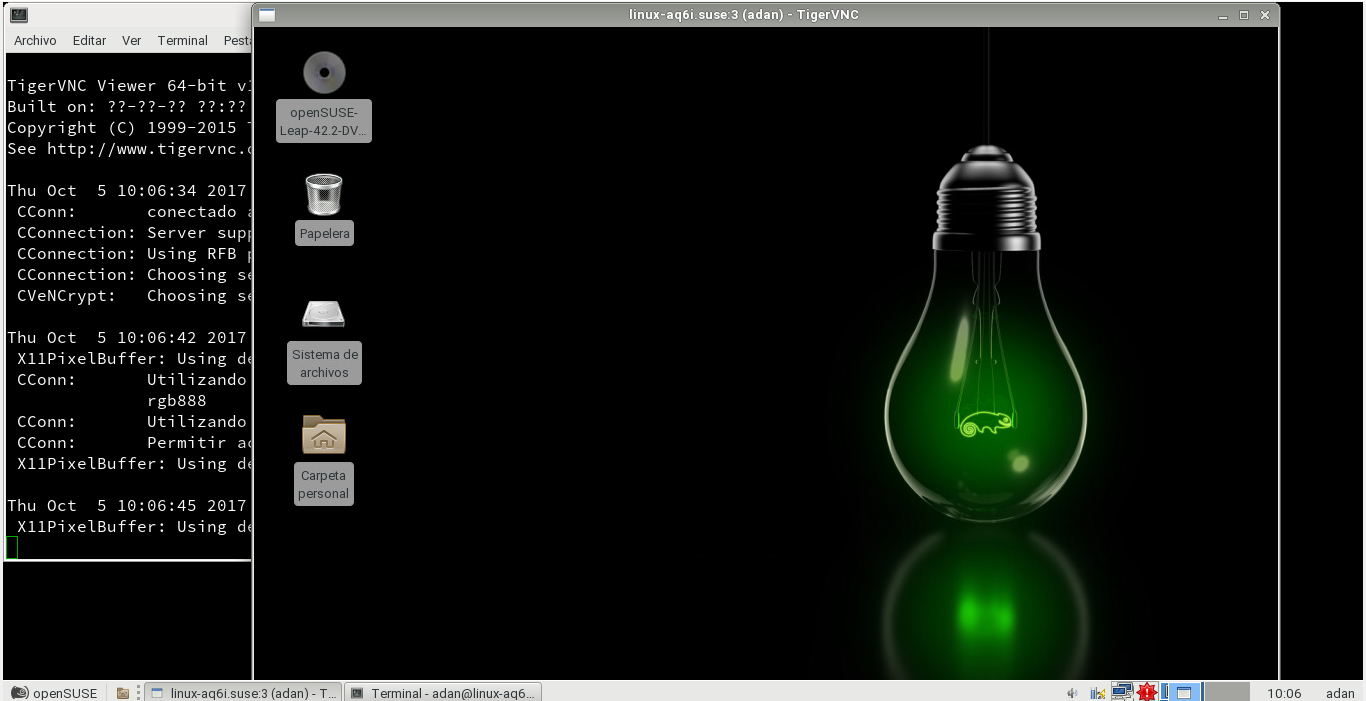 linux-aq6i.suse:3 (adan) - TigerVNC
Archivo Editar Ver Terminal
TigerVNC Viewer 64-bit
Built on: ??-??-?? ??:??
Copyright (C) 1999-2015
See http://www.tigervnc.
Thu Oct 5 10:06:34 2017
CConn: conectado
CConnection: Server
CConnection: Using RFB
CConnection: Choosing
CVeNCrypt: Choosing
Thu Oct 5 10:06:42 2017
X11PixelBuffer: Using
CConn: Utilizando
rgb888
CConn: Utilizando
CConn: Permitir
X11PixelBuffer: Using
Thu Oct 5 10:06:45 2017
X11PixelBuffer: Using
openSUSE-
Leap-42.2-DV...
Papelera
Sistema de
archivos
Carpeta
personal
openSUSE
linux-aq6i.suse:3 (adan) - T...
Terminal - adan@linux-aq6...
10:06
adan